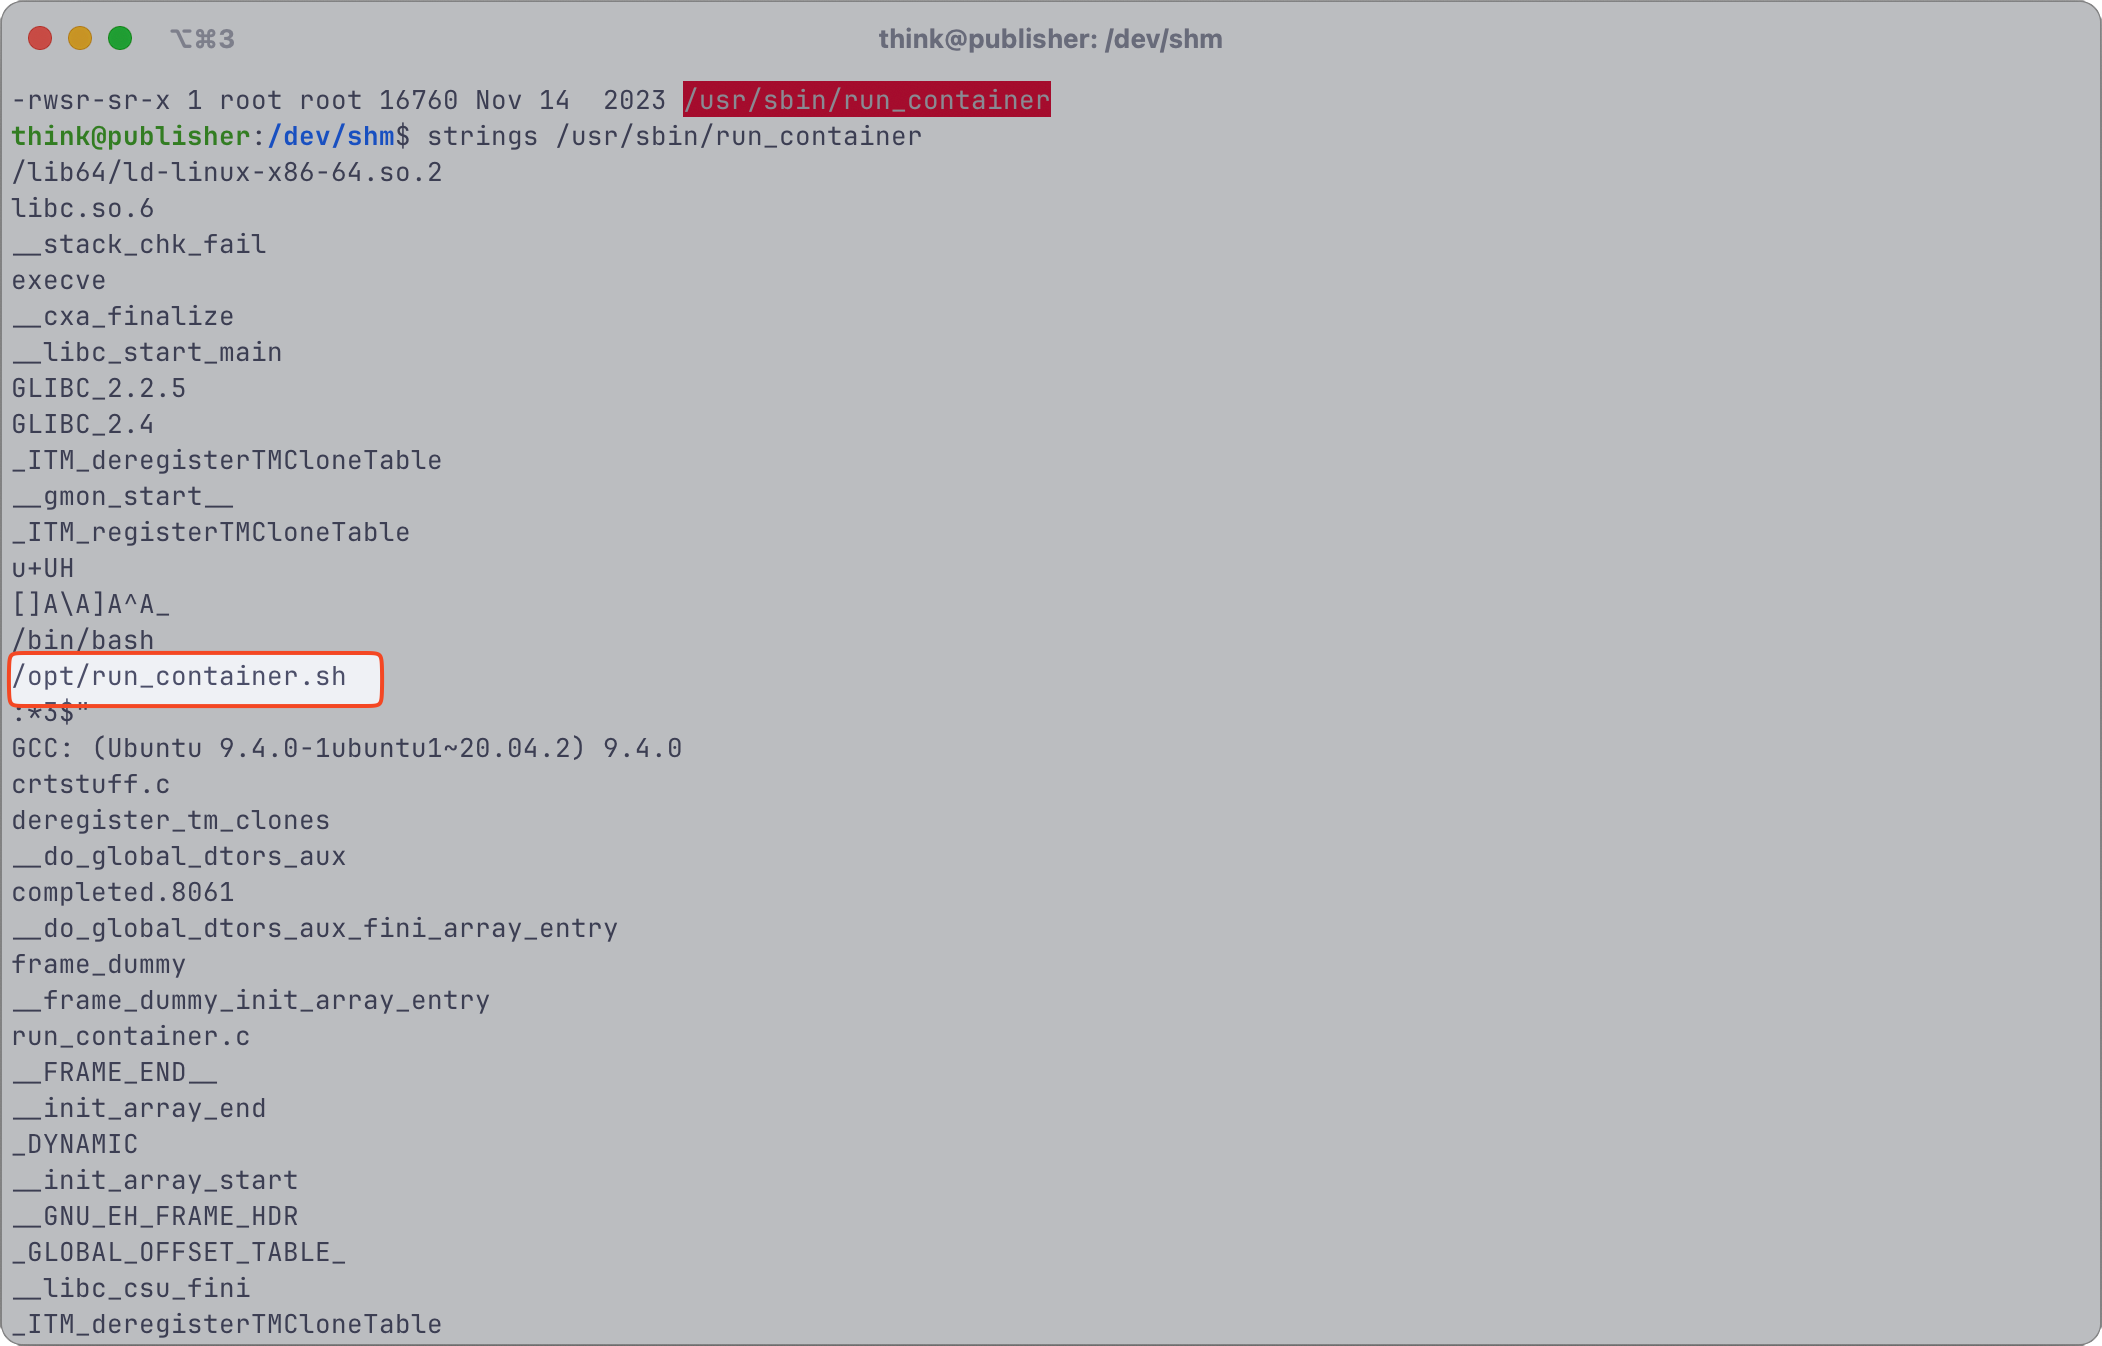 ⌥⌘3
think@publisher: /dev/shm
-rwsr-sr-x 1 root root 16760 Nov 14  2023 /usr/sbin/run_container
think@publisher:/dev/shm$ strings /usr/sbin/run_container
/lib64/ld-linux-x86-64.so.2
libc.so.6
__stack_chk_fail
execve
__cxa_finalize
__libc_start_main
GLIBC_2.2.5
GLIBC_2.4
_ITM_deregisterTMCloneTable
__gmon_start__
_ITM_registerTMCloneTable
u+UH
[]A\A]A^A_
/bin/bash
/opt/run_container.sh
:*3$"
GCC: (Ubuntu 9.4.0-1ubuntu1~20.04.2) 9.4.0
crtstuff.c
deregister_tm_clones
__do_global_dtors_aux
completed.8061
__do_global_dtors_aux_fini_array_entry
frame_dummy
__frame_dummy_init_array_entry
run_container.c
__FRAME_END__
__init_array_end
_DYNAMIC
__init_array_start
__GNU_EH_FRAME_HDR
_GLOBAL_OFFSET_TABLE_
__libc_csu_fini
_ITM_deregisterTMCloneTable